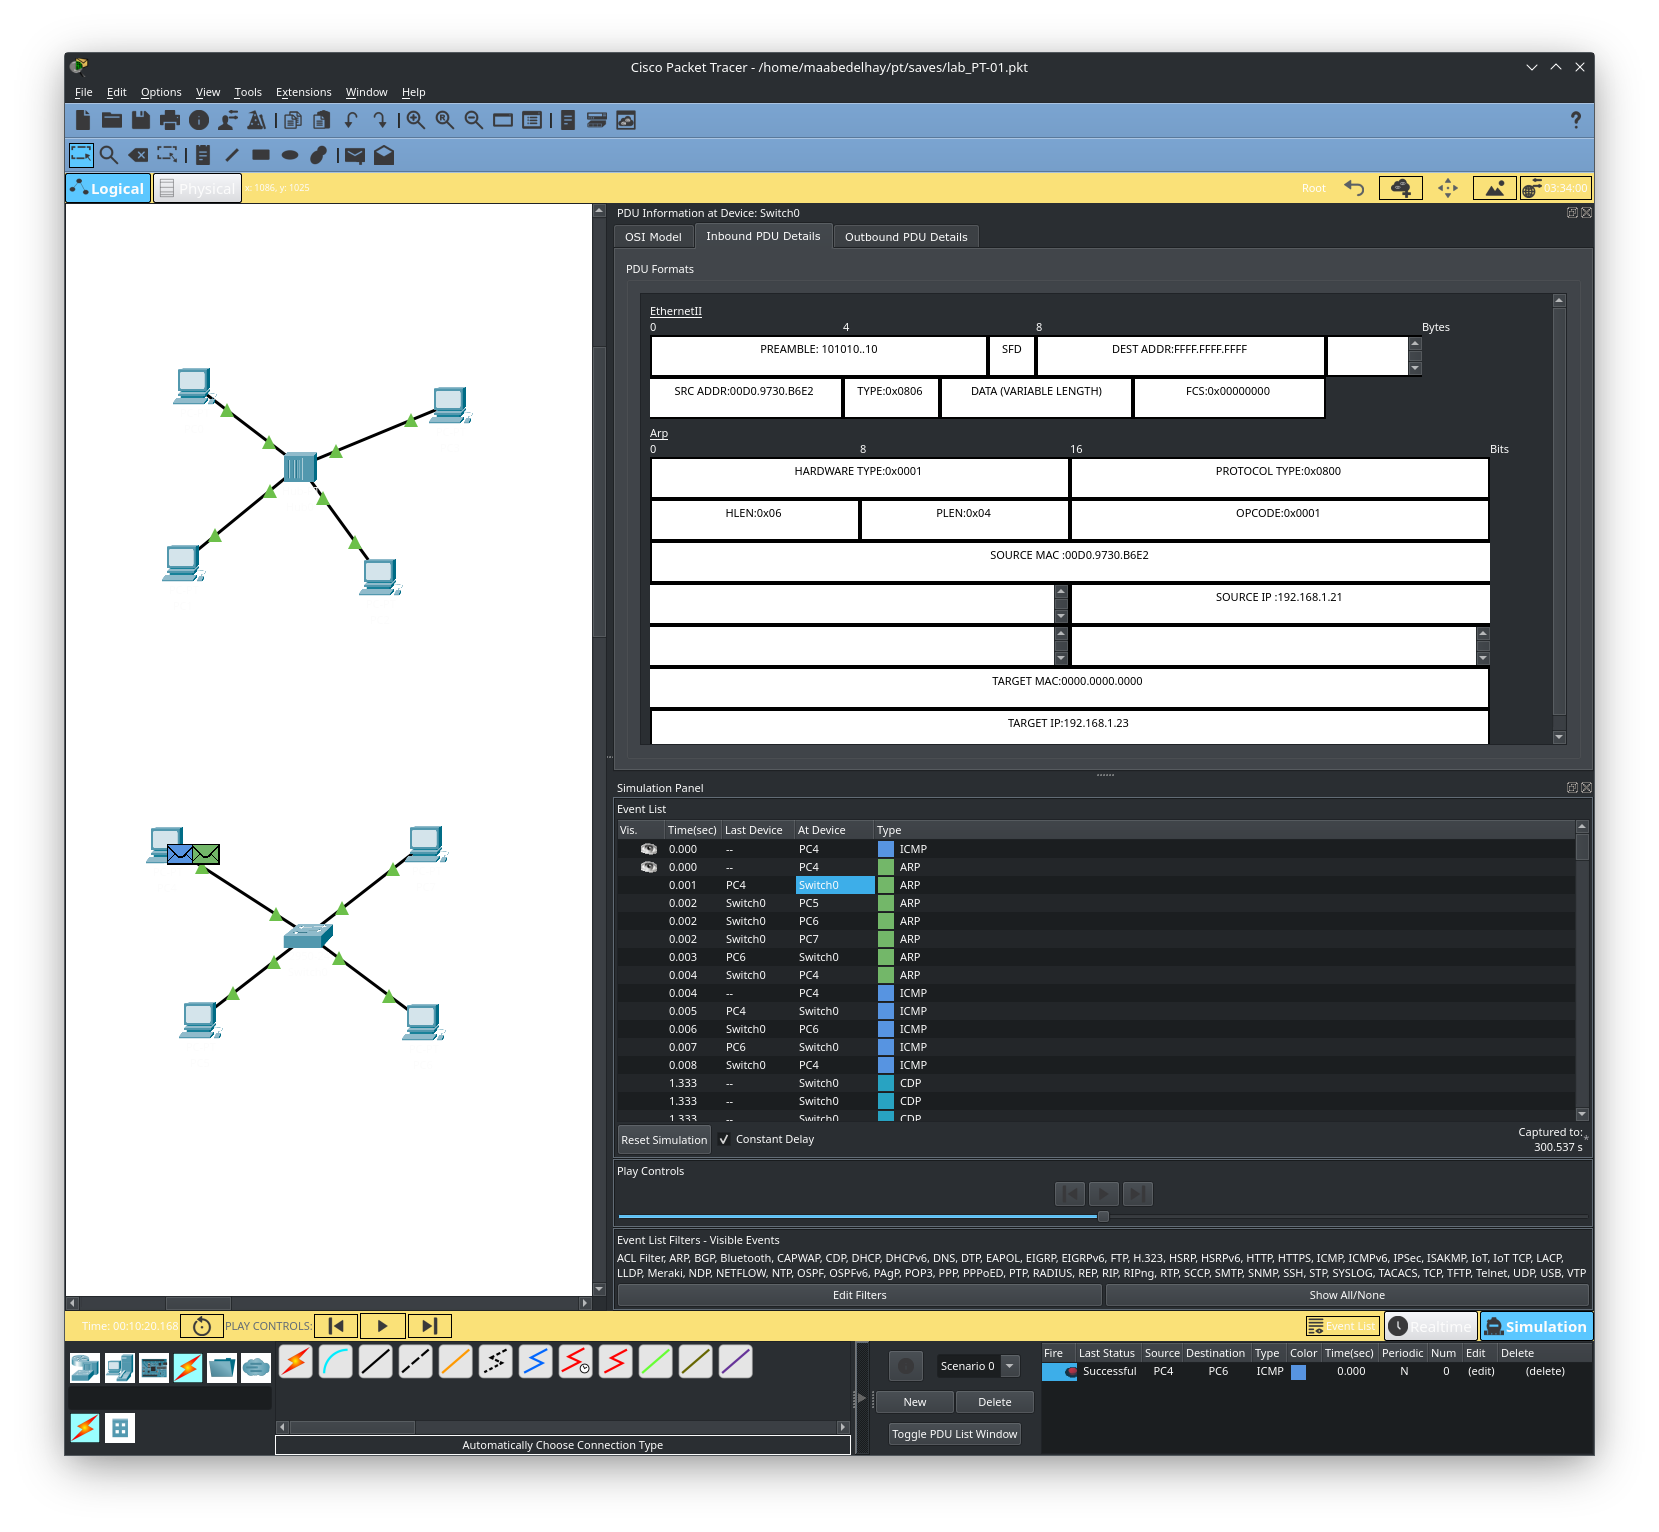 Cisco Packet Tracer - /home/maabedelhay/pt/saves/lab_PT-01.pkt
File Edit Options View Tools Extensions Window Help
Logical Physical x: 1086, y: 1025 Root 03:34:00
PDU Information at Device: Switch0
OSI Model Inbound PDU Details Outbound PDU Details
PDU Formats
EthernetII
0 4 8 Bytes
PREAMBLE: 101010..10 SFD DEST ADDR:FFFF.FFFF.FFFF
SRC ADDR:00D0.9730.B6E2 TYPE:0x0806 DATA (VARIABLE LENGTH) FCS:0x00000000
Arp
0 8 16 Bits
HARDWARE TYPE:0x0001 PROTOCOL TYPE:0x0800
HLEN:0x06 PLEN:0x04 OPCODE:0x0001
SOURCE MAC :00D0.9730.B6E2
SOURCE IP :192.168.1.21
TARGET MAC:0000.0000.0000
TARGET IP:192.168.1.23
Simulation Panel
Event List
Vis. Time(sec) Last Device At Device Type
0.000 -- PC4 ICMP
0.000 -- PC4 ARP
0.001 PC4 Switch0 ARP
0.002 Switch0 PC5 ARP
0.002 Switch0 PC6 ARP
0.002 Switch0 PC7 ARP
0.003 PC6 Switch0 ARP
0.004 Switch0 PC4 ARP
0.004 -- PC4 ICMP
0.005 PC4 Switch0 ICMP
0.006 Switch0 PC6 ICMP
0.007 PC6 Switch0 ICMP
0.008 Switch0 PC4 ICMP
1.333 -- Switch0 CDP
1.333 -- Switch0 CDP
1.333 -- Switch0 CDP
Reset Simulation Constant Delay Captured to:
300.537 s
Play Controls
Event List Filters - Visible Events
ACL Filter, ARP, BGP, Bluetooth, CAPWAP, CDP, DHCP, DHCPv6, DNS, DTP, EAPOL, EIGRP, EIGRPv6, FTP, H.323, HSRP, HSRPv6, HTTP, HTTPS, ICMP, ICMPv6, IPSec, ISAKMP, IoT, IoT TCP, LACP,
LLDP, Meraki, NDP, NETFLOW, NTP, OSPF, OSPFv6, PAgP, POP3, PPP, PPPoED, PTP, RADIUS, REP, RIP, RIPng, RTP, SCCP, SMTP, SNMP, SSH, STP, SYSLOG, TACACS, TCP, TFTP, Telnet, UDP, USB, VTP
Edit Filters Show All/None
Time: 00:10:20.168 PLAY CONTROLS: Event List Realtime Simulation
Scenario 0
New Delete
Toggle PDU List Window
Automatically Choose Connection Type
Fire Last Status Source Destination Type Color Time(sec) Periodic Num Edit Delete
Successful PC4 PC6 ICMP 0.000 N 0 (edit) (delete)